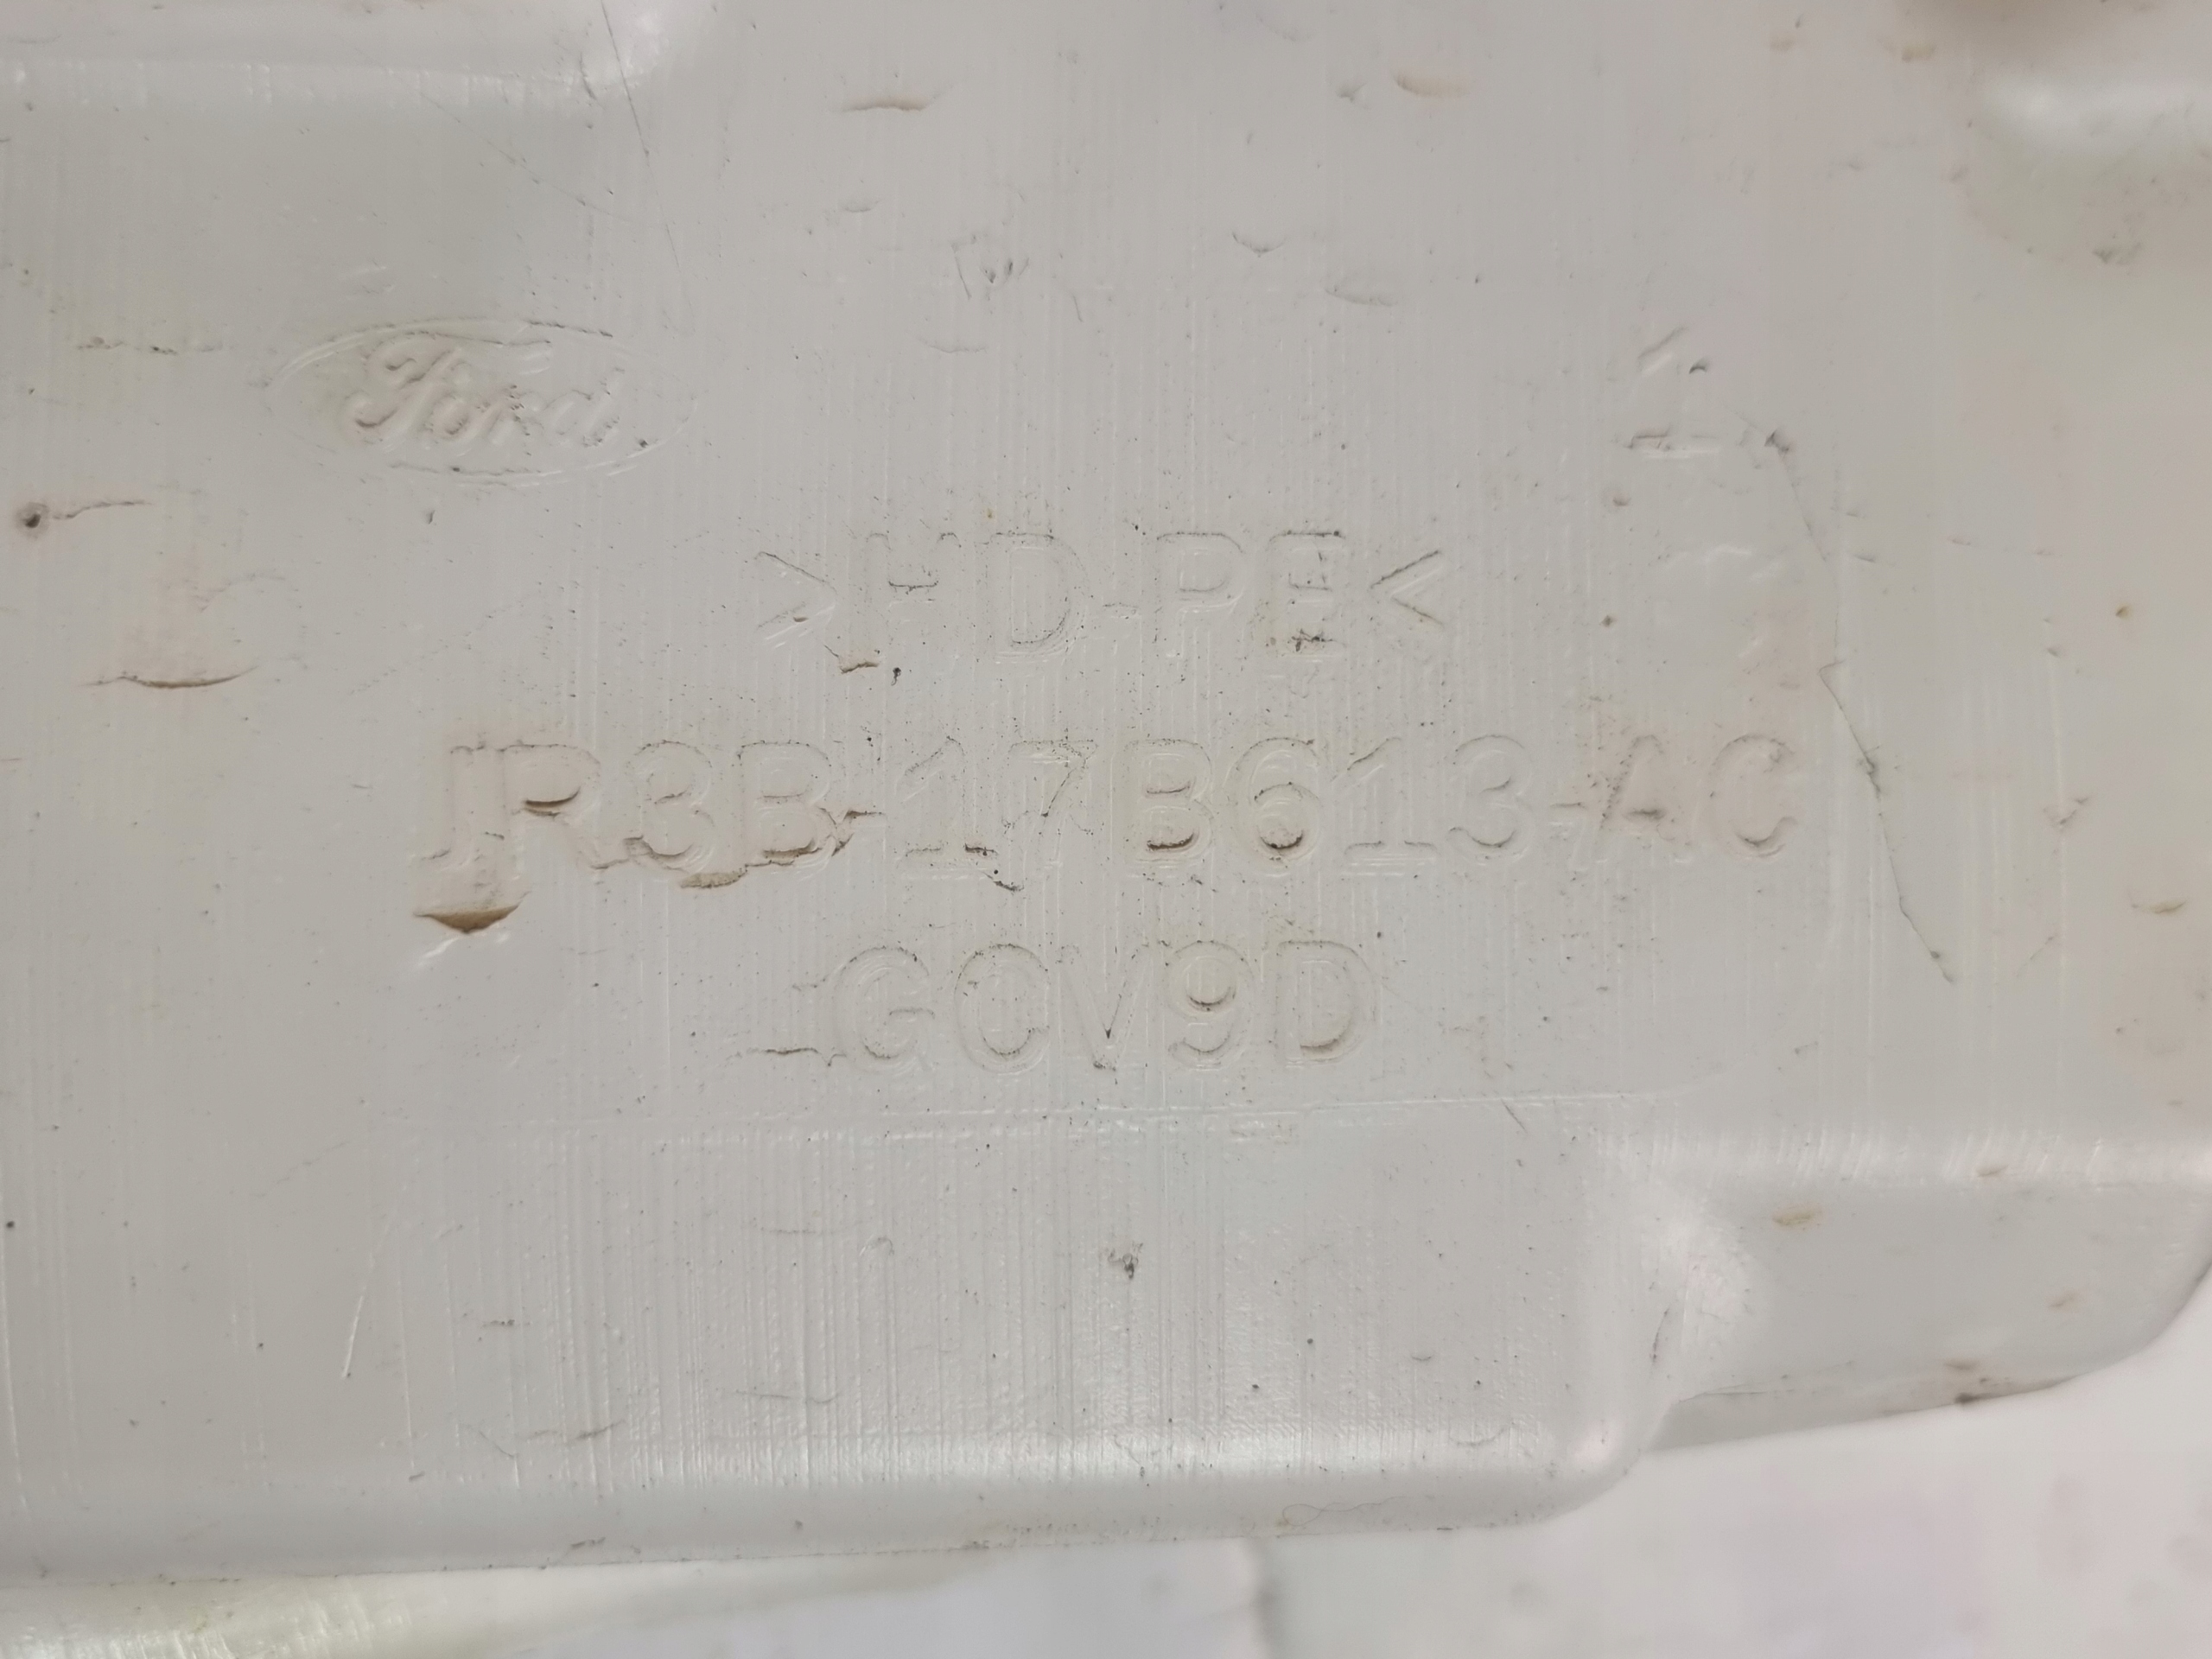 Ford
>HD-PE<
JR3B-17B613-AC
GCV9D